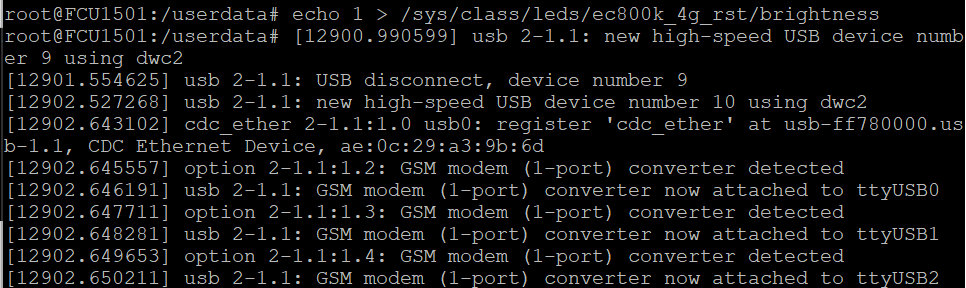 root@FCU1501:/userdata# echo 1 > /sys/class/leds/ec800k_4g_rst/brightness
root@FCU1501:/userdata# [12900.990599] usb 2-1.1: new high-speed USB device numb
er 9 using dwc2
[12901.554625] usb 2-1.1: USB disconnect, device number 9
[12902.527268] usb 2-1.1: new high-speed USB device number 10 using dwc2
[12902.643102] cdc_ether 2-1.1:1.0 usb0: register 'cdc_ether' at usb-ff780000.us
b-1.1, CDC Ethernet Device, ae:0c:29:a3:9b:6d
[12902.645557] option 2-1.1:1.2: GSM modem (1-port) converter detected
[12902.646191] usb 2-1.1: GSM modem (1-port) converter now attached to ttyUSB0
[12902.647711] option 2-1.1:1.3: GSM modem (1-port) converter detected
[12902.648281] usb 2-1.1: GSM modem (1-port) converter now attached to ttyUSB1
[12902.649653] option 2-1.1:1.4: GSM modem (1-port) converter detected
[12902.650211] usb 2-1.1: GSM modem (1-port) converter now attached to ttyUSB2